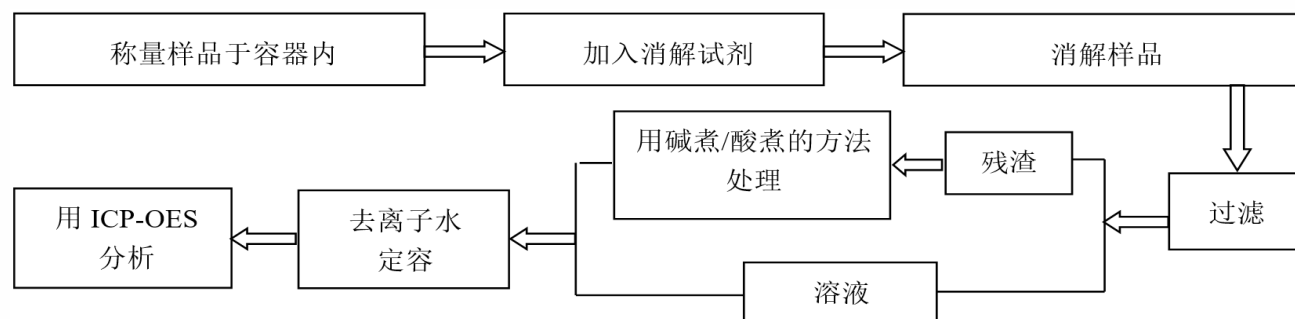 称量样品于容器内
加入消解试剂
消解样品
过滤
残渣
用碱煮/酸煮的方法
处理
溶液
去离子水
定容
用 ICP-OES
分析